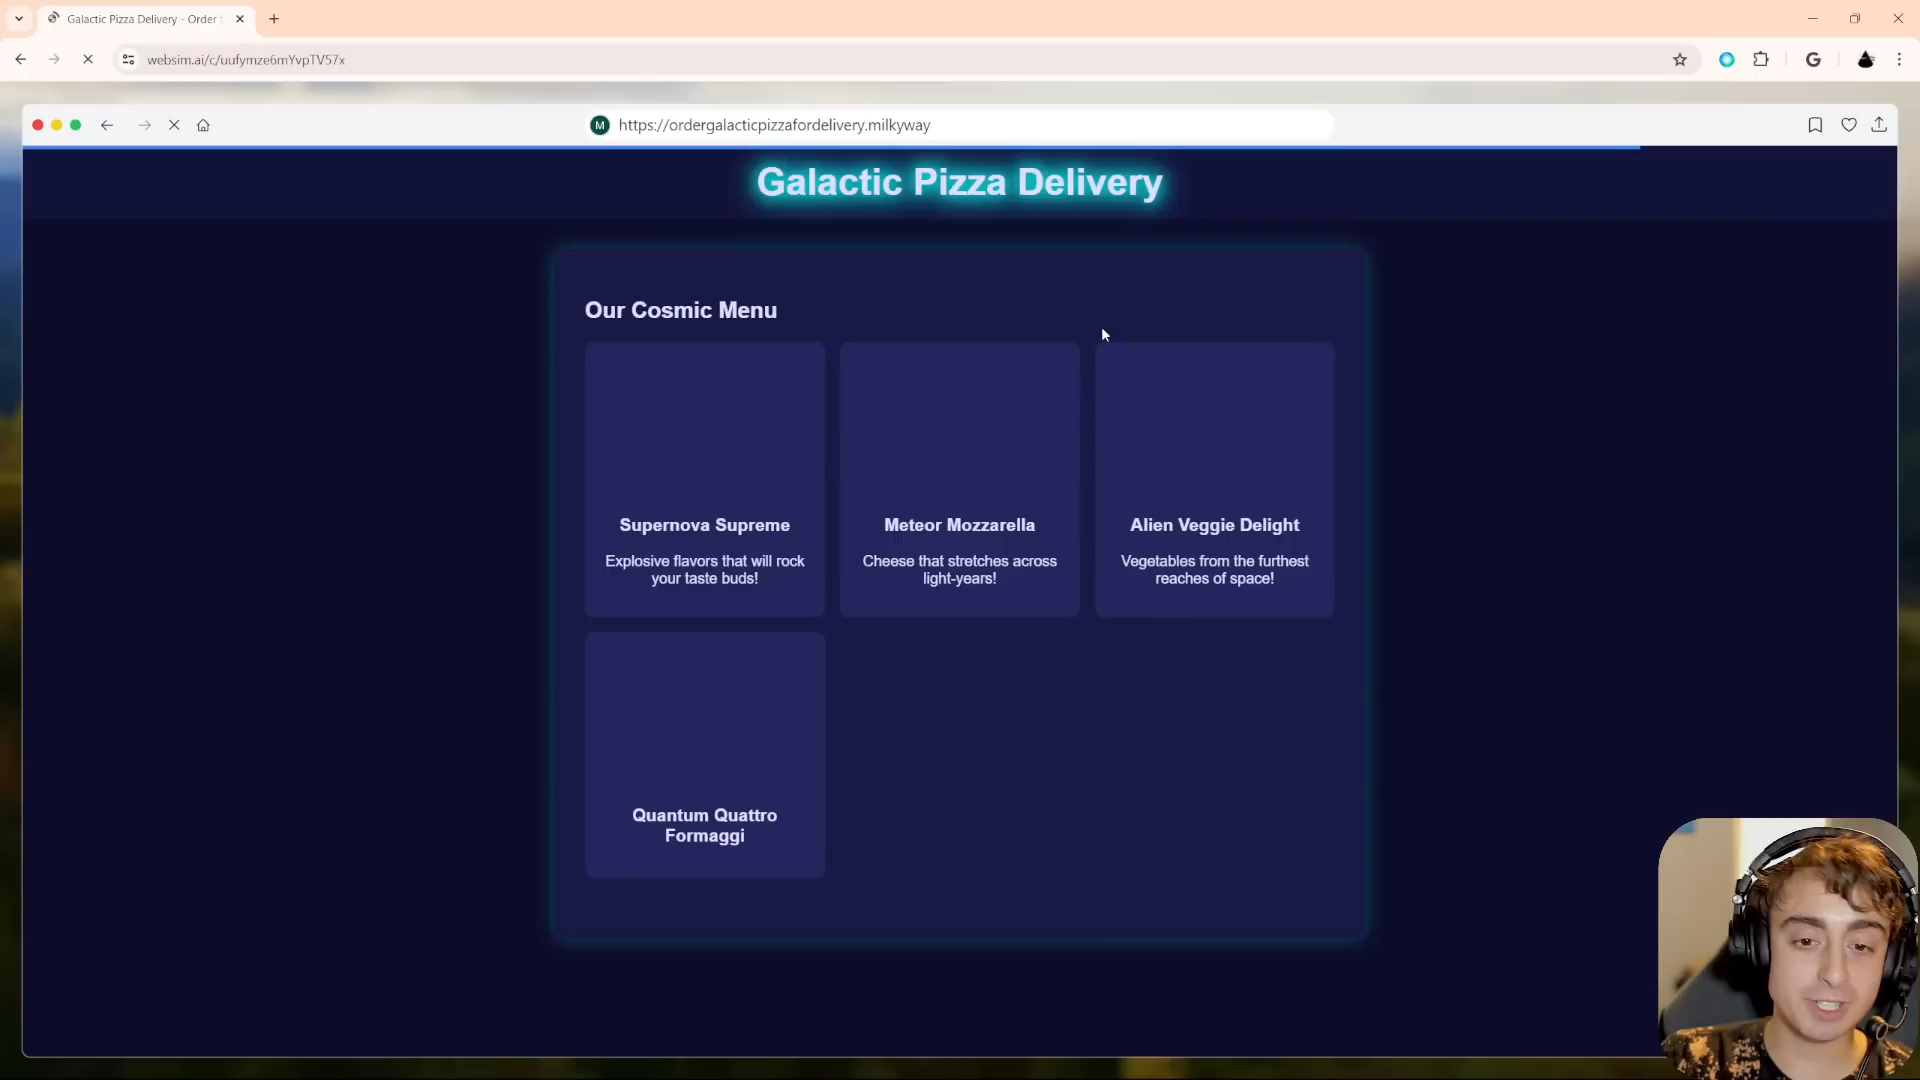 Galactic Pizza Delivery - Order
websim.ai/c/uufymze6mYvpTV57x
G
M
https://ordergalacticpizzafordelivery.milkyway
Galactic Pizza Delivery
Our Cosmic Menu
Supernova Supreme
Explosive flavors that will rock
your taste buds!
Meteor Mozzarella
Cheese that stretches across
light-years!
Alien Veggie Delight
Vegetables from the furthest
reaches of space!
Quantum Quattro
Formaggi